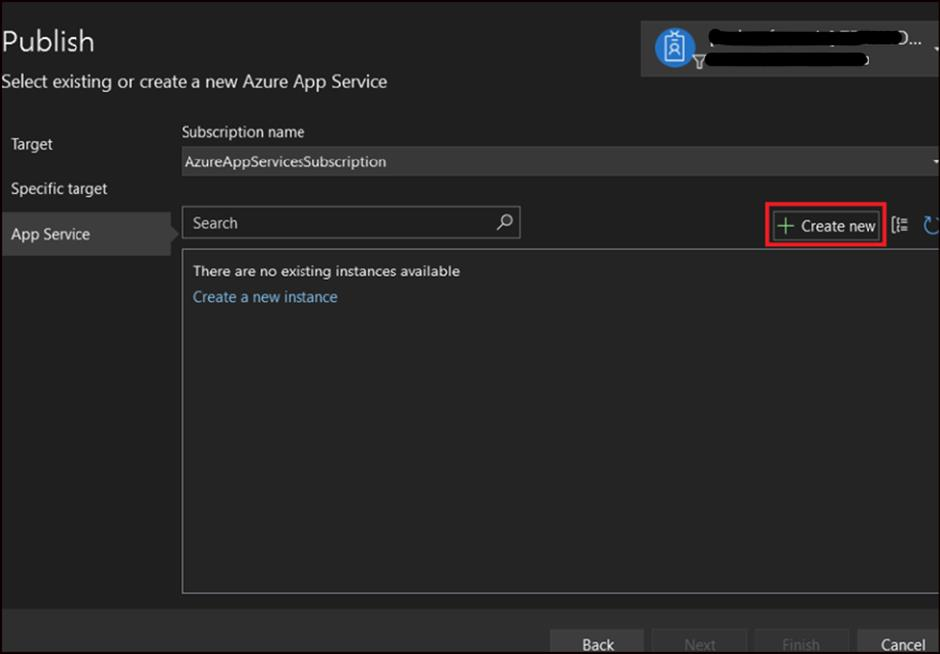 Publish
Select existing or create a new Azure App Service
Target
Specific target
App Service
Subscription name
AzureAppServicesSubscription
Search
Create new
There are no existing instances available
Create a new instance
Back
Next
Finish
Cancel